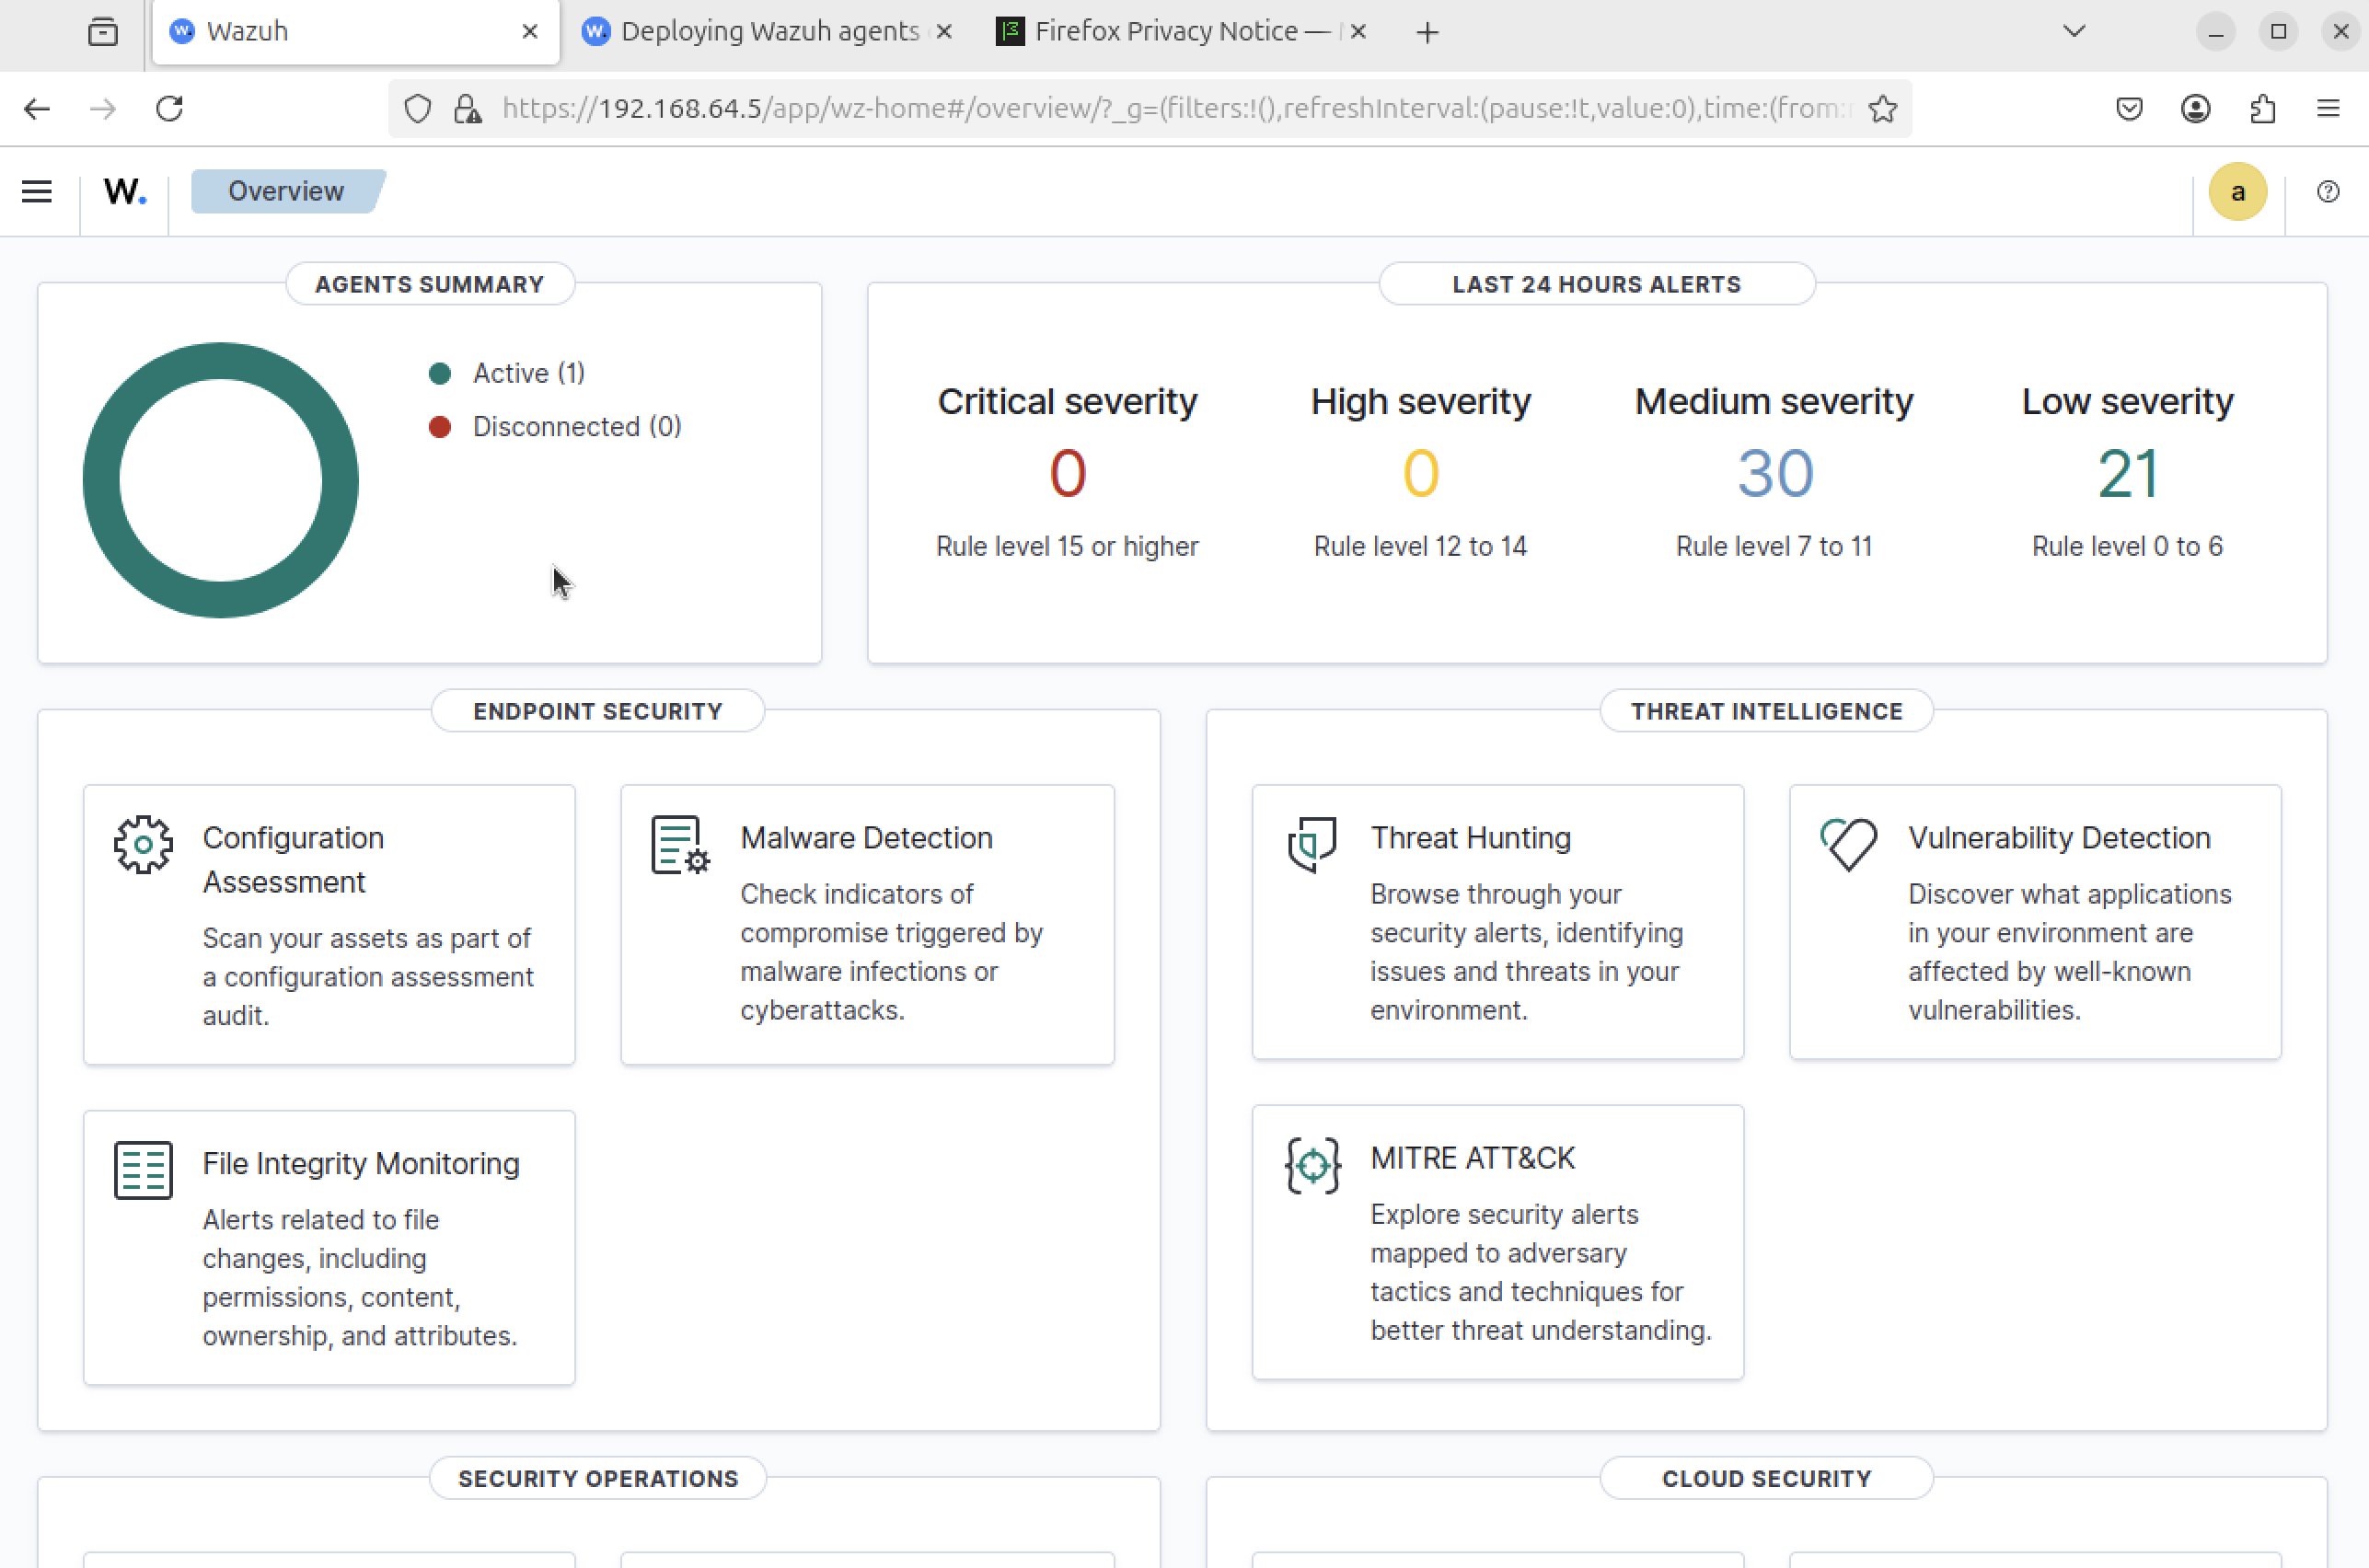 Wazuh
Deploying Wazuh agents
Firefox Privacy Notice —
https://192.168.64.5/app/wz-home#/overview/?_g=(filters:!(),refreshInterval:(pause:!t,value:0),time:(from:
W.
Overview
a
AGENTS SUMMARY
Active (1)
Disconnected (0)
LAST 24 HOURS ALERTS
Critical severity
0
Rule level 15 or higher
High severity
0
Rule level 12 to 14
Medium severity
30
Rule level 7 to 11
Low severity
21
Rule level 0 to 6
ENDPOINT SECURITY
Configuration
Assessment
Scan your assets as part of
a configuration assessment
audit.
Malware Detection
Check indicators of
compromise triggered by
malware infections or
cyberattacks.
File Integrity Monitoring
Alerts related to file
changes, including
permissions, content,
ownership, and attributes.
THREAT INTELLIGENCE
Threat Hunting
Browse through your
security alerts, identifying
issues and threats in your
environment.
Vulnerability Detection
Discover what applications
in your environment are
affected by well-known
vulnerabilities.
MITRE ATT&CK
Explore security alerts
mapped to adversary
tactics and techniques for
better threat understanding.
SECURITY OPERATIONS
CLOUD SECURITY